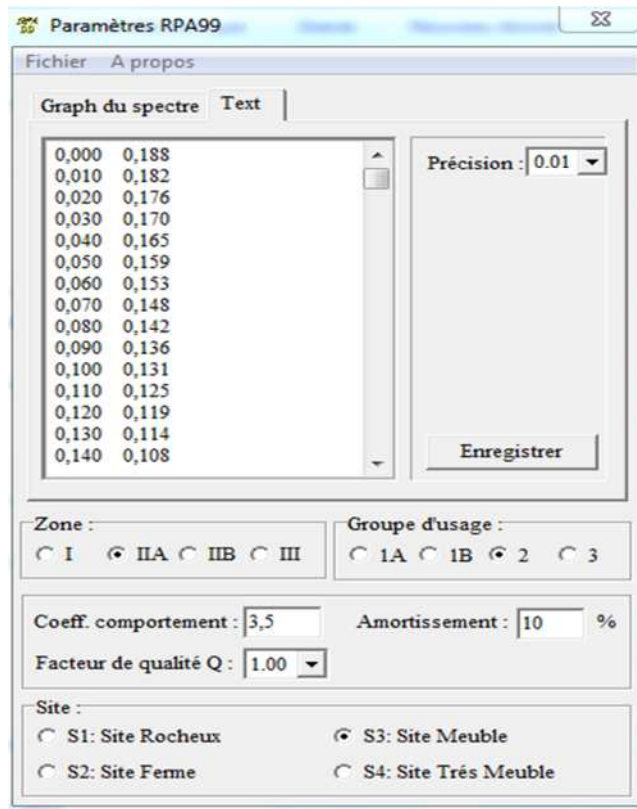 Paramètres RPA99
Fichier A propos
Graph du spectre Text
0,000 0,188
0,010 0,182
0,020 0,176
0,030 0,170
0,040 0,165
0,050 0,159
0,060 0,153
0,070 0,148
0,080 0,142
0,090 0,136
0,100 0,131
0,110 0,125
0,120 0,119
0,130 0,114
0,140 0,108
Précision : 0.01
Enregistrer
Zone :
I IIA IIB III
Groupe d'usage :
1A 1B 2 3
Coeff. comportement : 3,5 Amortissement : 10 %
Facteur de qualité Q : 1.00
Site :
S1: Site Rocheux S3: Site Meuble
S2: Site Ferme S4: Site Trés Meuble